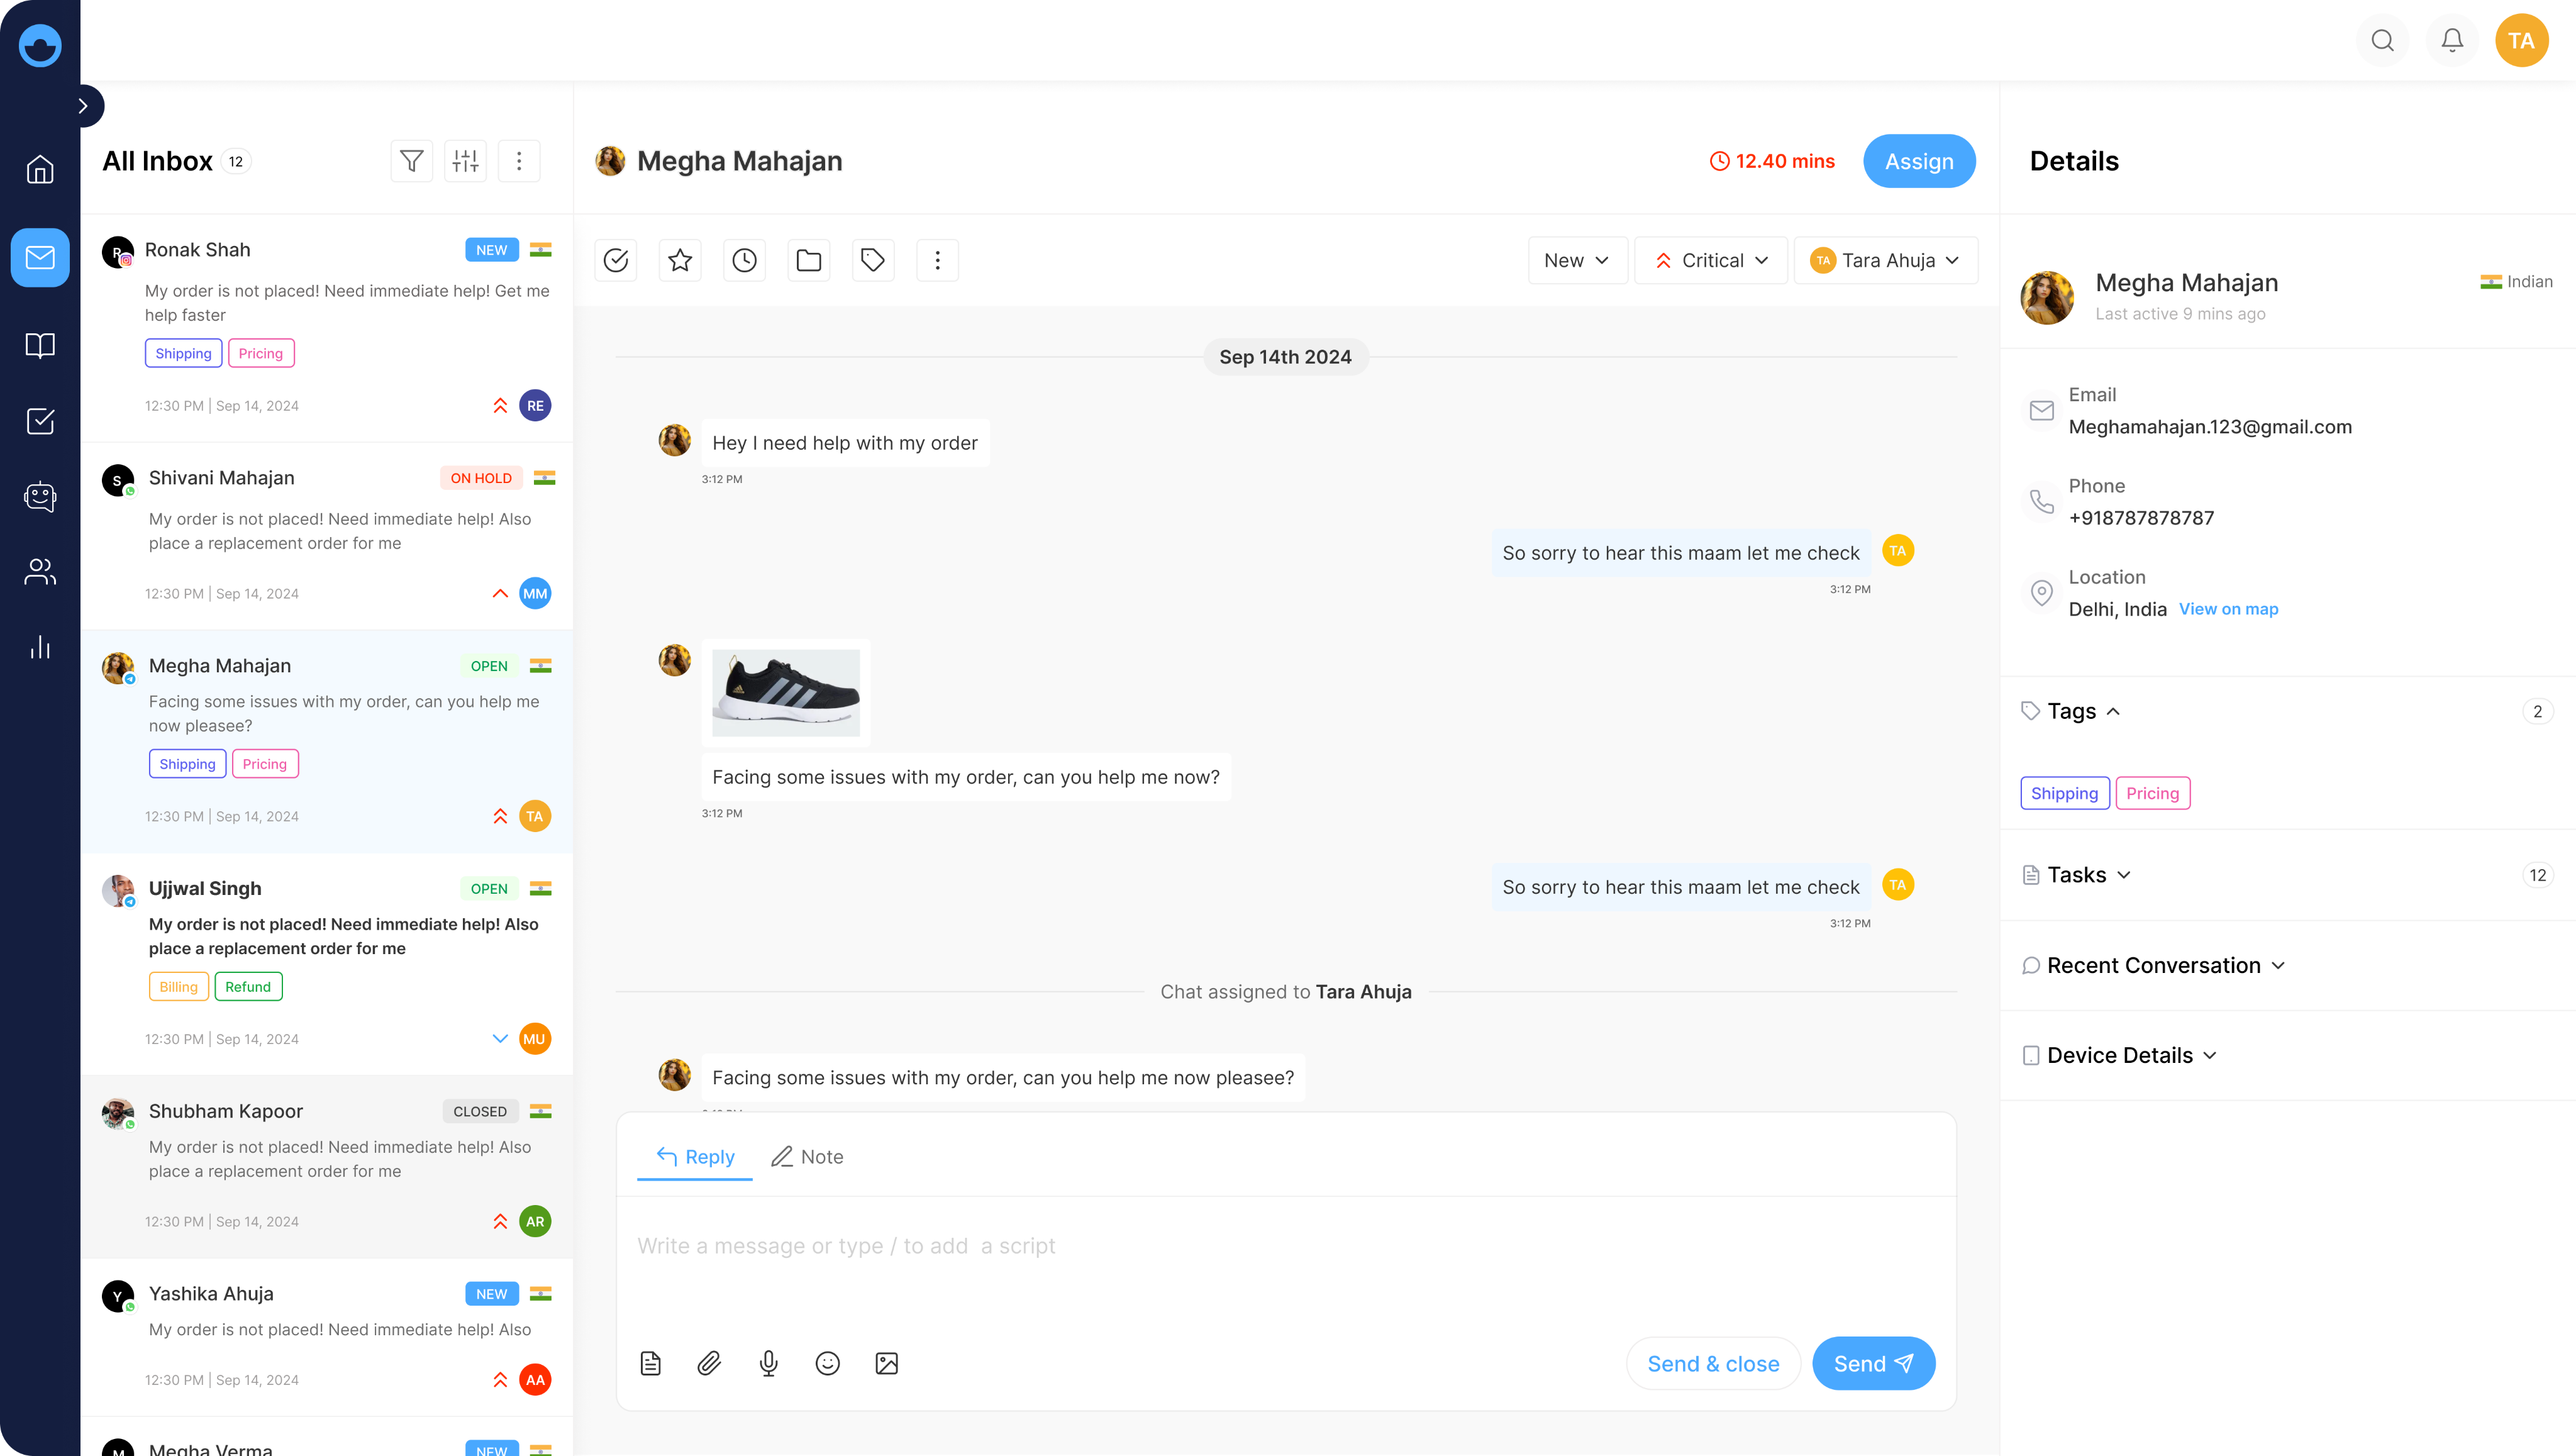 TA
All Inbox 12
R
Ronak Shah NEW
My order is not placed! Need immediate help! Get me
help faster
Shipping Pricing
12:30 PM | Sep 14, 2024 RE
S
Shivani Mahajan ON HOLD
My order is not placed! Need immediate help! Also
place a replacement order for me
12:30 PM | Sep 14, 2024 MM
Megha Mahajan OPEN
Facing some issues with my order, can you help me
now pleasee?
Shipping Pricing
12:30 PM | Sep 14, 2024 TA
Ujjwal Singh OPEN
My order is not placed! Need immediate help! Also
place a replacement order for me
Billing Refund
12:30 PM | Sep 14, 2024 MU
Shubham Kapoor CLOSED
My order is not placed! Need immediate help! Also
place a replacement order for me
12:30 PM | Sep 14, 2024 AR
Y
Yashika Ahuja NEW
My order is not placed! Need immediate help! Also
12:30 PM | Sep 14, 2024 AA
M
Megha Verma NEW
Megha Mahajan 12.40 mins Assign
New Critical TA Tara Ahuja
Sep 14th 2024
Hey I need help with my order
3:12 PM
So sorry to hear this maam let me check TA
3:12 PM
Facing some issues with my order, can you help me now?
3:12 PM
So sorry to hear this maam let me check TA
3:12 PM
Chat assigned to Tara Ahuja
Facing some issues with my order, can you help me now pleasee?
Reply Note
Write a message or type / to add  a script
Send & close Send
Details
Megha Mahajan Indian
Last active 9 mins ago
Email
Meghamahajan.123@gmail.com
Phone
+918787878787
Location
Delhi, India View on map
Tags 2
Shipping Pricing
Tasks 12
Recent Conversation
Device Details